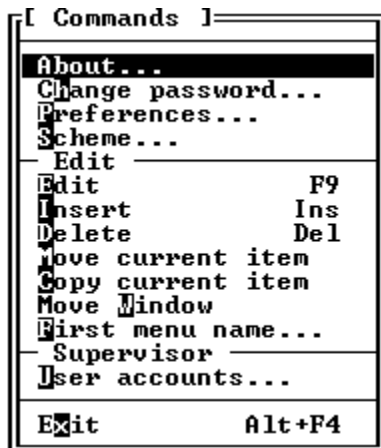 [ Commands ]
About...
Change password...
Preferences...
Scheme...
Edit
Edit F9
Insert Ins
Delete Del
Move current item
Copy current item
Move Window
First menu name...
Supervisor
User accounts...
Exit Alt+F4